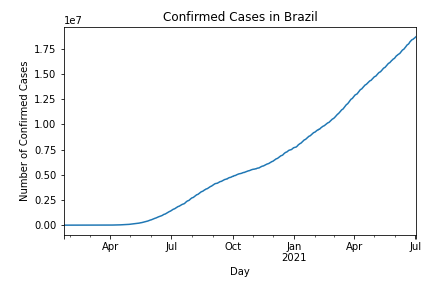 Confirmed Cases in Brazil
1e7
1.75
1.50
1.25
1.00
0.75
0.50
0.25
0.00
Number of Confirmed Cases
Apr Jul Oct Jan Apr Jul
2021
Day